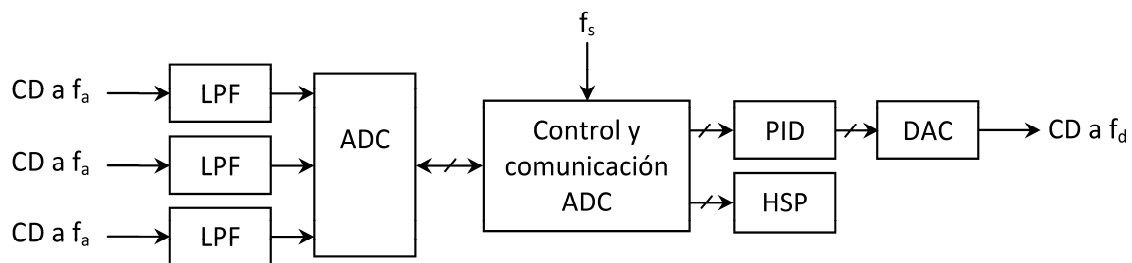 fs
CD a fa
LPF
ADC
Control y
comunicación
ADC
PID
DAC
CD a fd
CD a fa
LPF
HSP
CD a fa
LPF